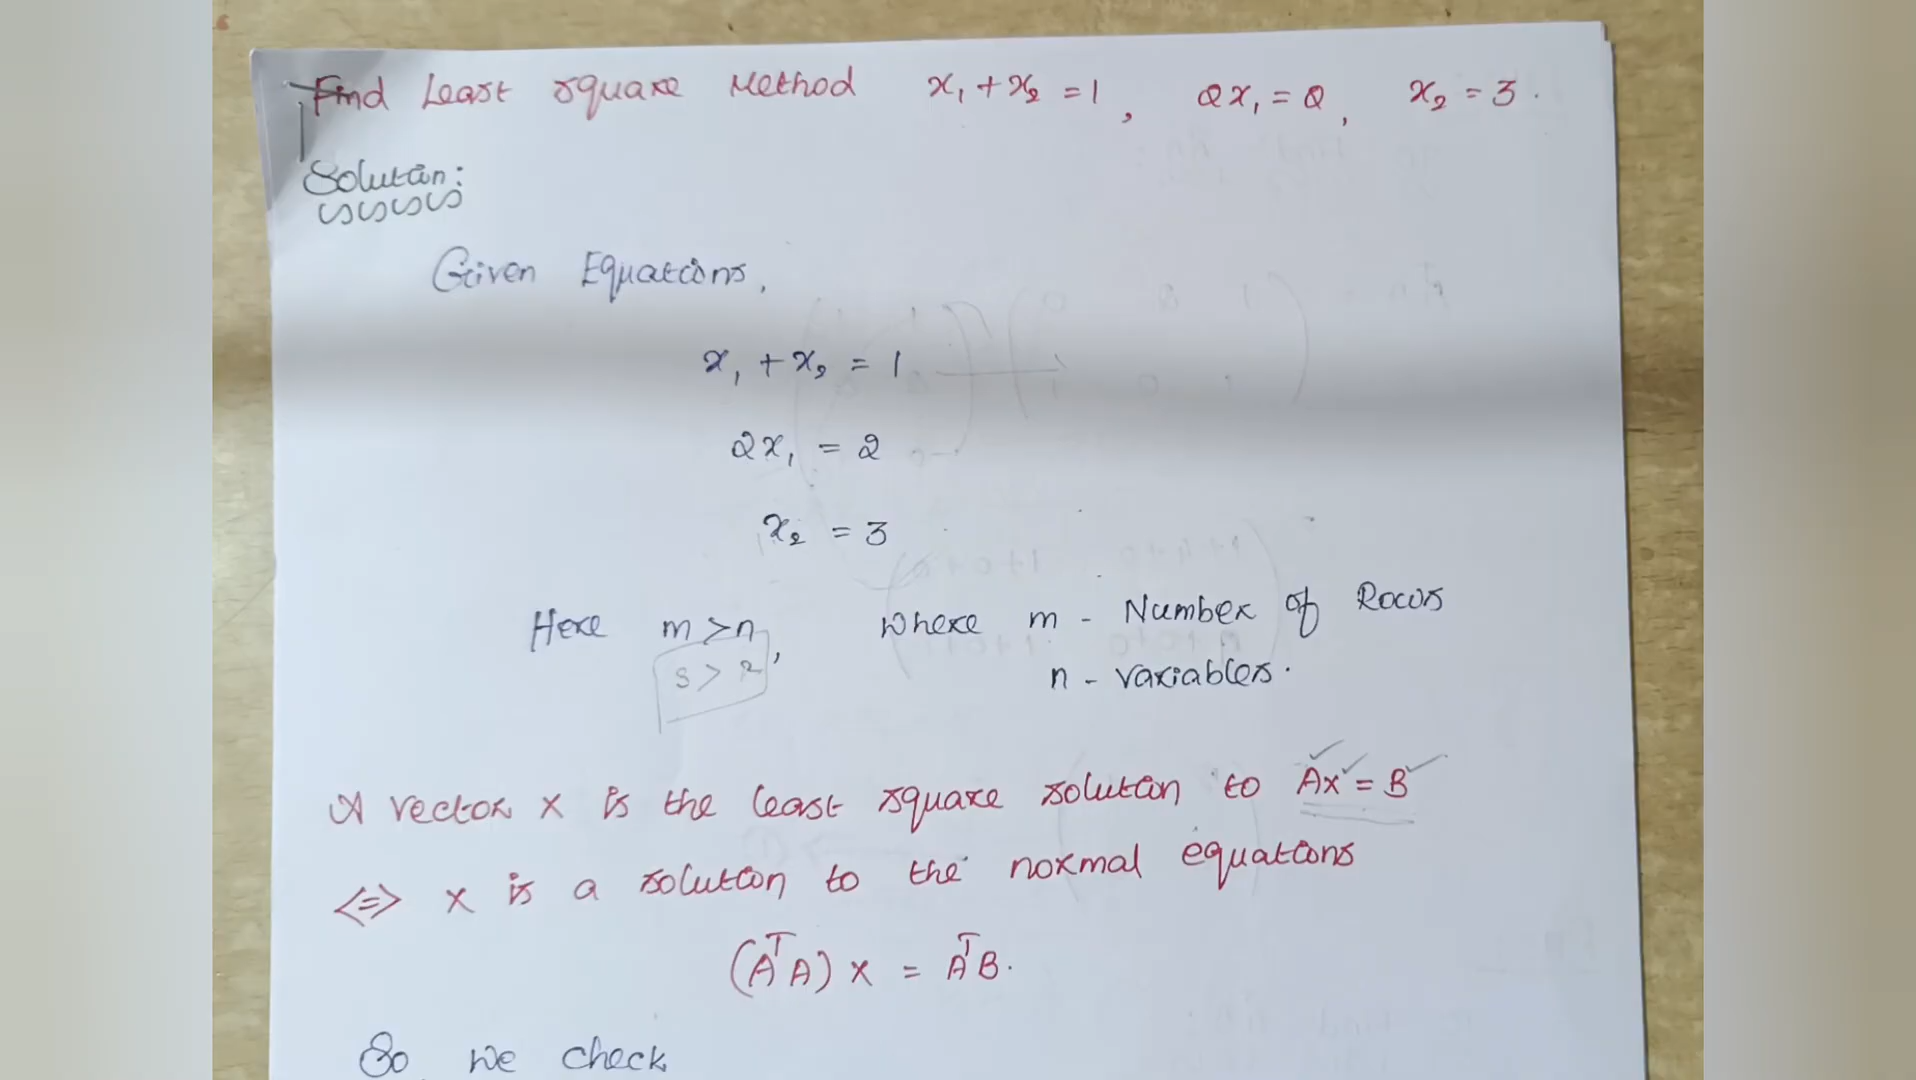 Find Least square Method x₁ + x₂ = 1, 2x₁ = 2, x₂ = 3.
Solution:
Given Equations,
x₁ + x₂ = 1
2x₁ = 2
x₂ = 3
Here m > n, where m - Number of Rows
3 > 2
n - variables.
A vector x is the least square solution to Ax = B
⇔ x is a solution to the normal equations
(AᵀA) x = AᵀB.
So we check